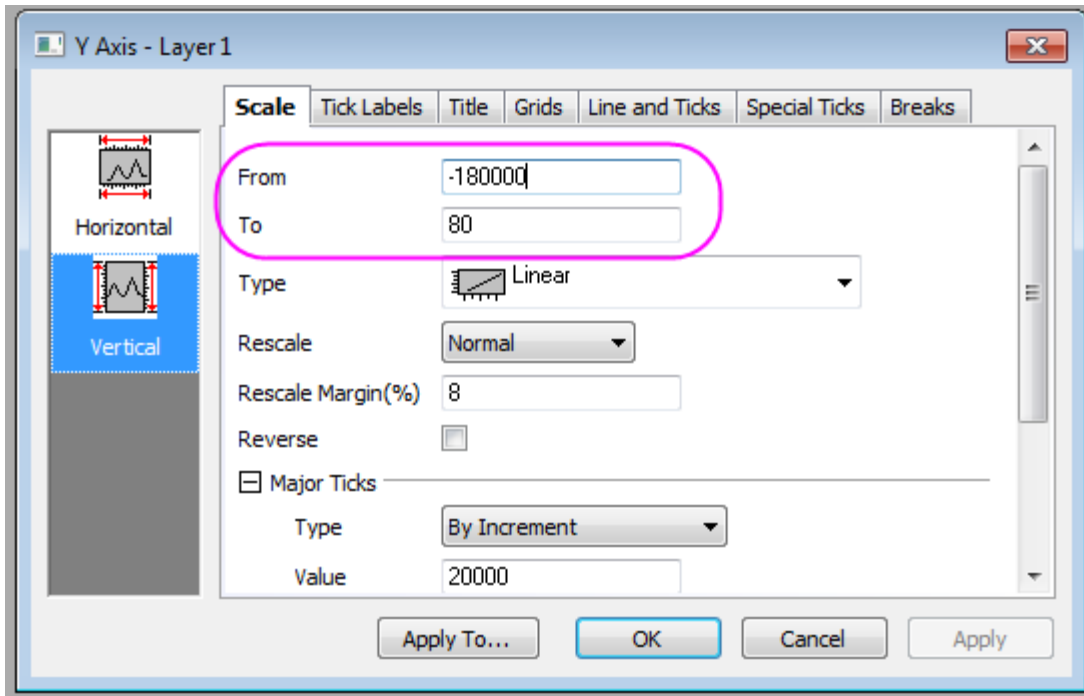 Y Axis - Layer 1
Scale Tick Labels Title Grids Line and Ticks Special Ticks Breaks
Horizontal
Vertical
From -180000
To 80
Type Linear
Rescale Normal
Rescale Margin(%) 8
Reverse
Major Ticks
Type By Increment
Value 20000
Apply To... OK Cancel Apply